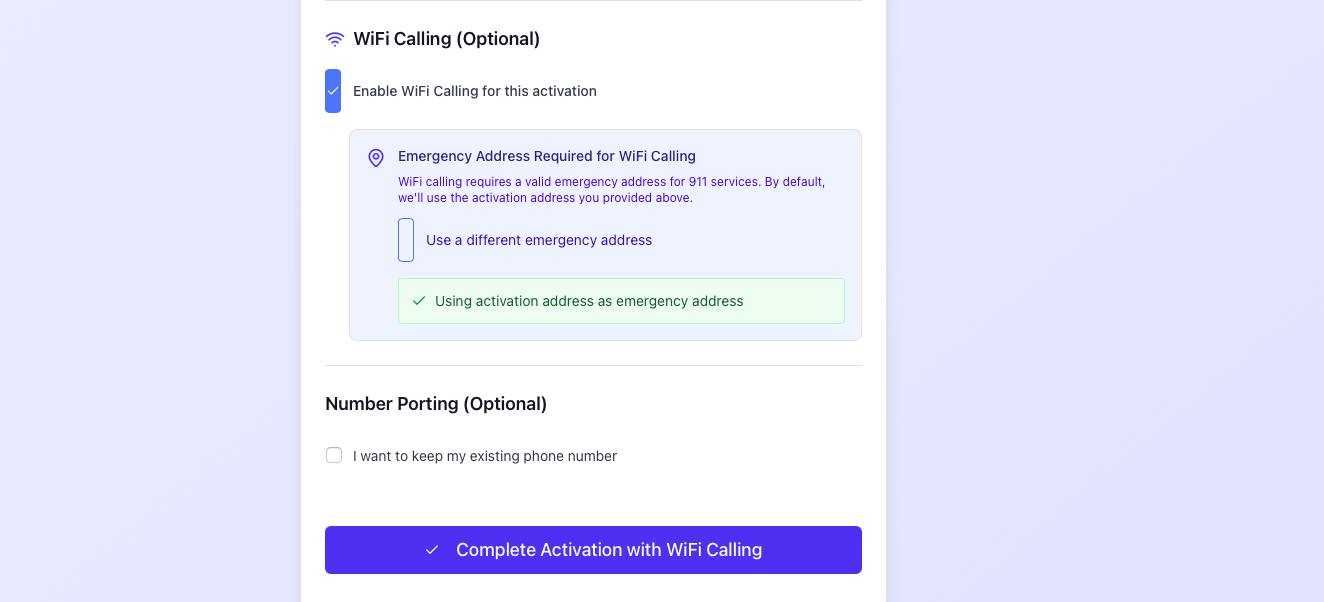 WiFi Calling (Optional)
Enable WiFi Calling for this activation
Emergency Address Required for WiFi Calling
WiFi calling requires a valid emergency address for 911 services. By default,
we'll use the activation address you provided above.
Use a different emergency address
Using activation address as emergency address
Number Porting (Optional)
I want to keep my existing phone number
Complete Activation with WiFi Calling